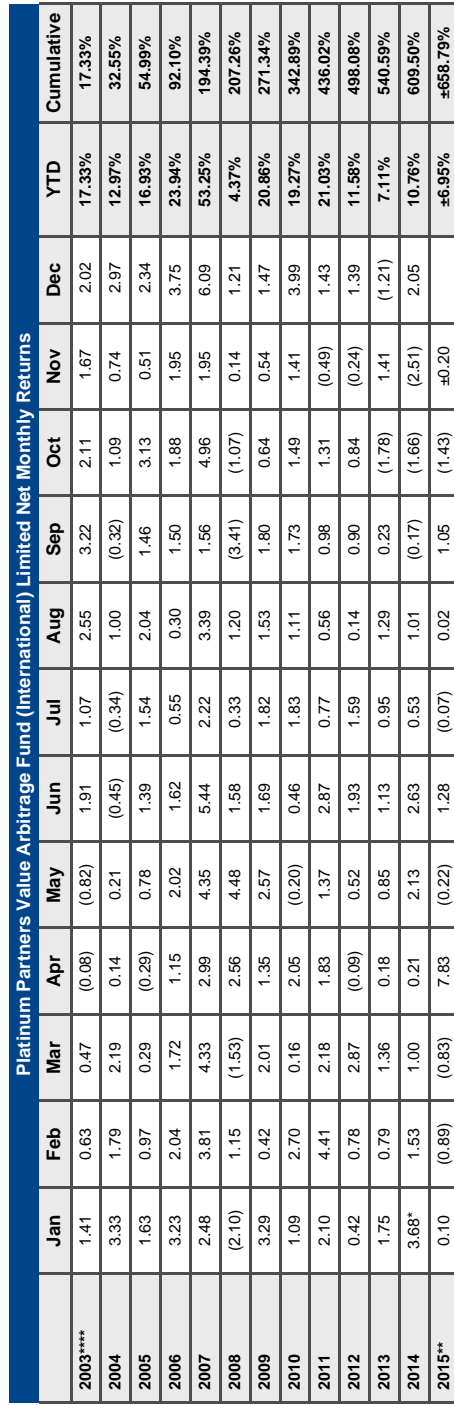 Platinum Partners Value Arbitrage Fund (International) Limited Net Monthly Returns
Jan Feb Mar Apr May Jun Jul Aug Sep Oct Nov Dec YTD Cumulative
2003**** 1.41 0.63 0.47 (0.08) (0.82) 1.91 1.07 2.55 3.22 2.11 1.67 2.02 17.33% 17.33%
2004 3.33 1.79 2.19 0.14 0.21 (0.45) (0.34) 1.00 (0.32) 1.09 0.74 2.97 12.97% 32.55%
2005 1.63 0.97 0.29 (0.29) 0.78 1.39 1.54 2.04 1.46 3.13 0.51 2.34 16.93% 54.99%
2006 3.23 2.04 1.72 1.15 2.02 1.62 0.55 0.30 1.50 1.88 1.95 3.75 23.94% 92.10%
2007 2.48 3.81 4.33 2.99 4.35 5.44 2.22 3.39 1.56 4.96 1.95 6.09 53.25% 194.39%
2008 (2.10) 1.15 (1.53) 2.56 4.48 1.58 0.33 1.20 (3.41) (1.07) 0.14 1.21 4.37% 207.26%
2009 3.29 0.42 2.01 1.35 2.57 1.69 1.82 1.53 1.80 0.64 0.54 1.47 20.86% 271.34%
2010 1.09 2.70 0.16 2.05 (0.20) 0.46 1.83 1.11 1.73 1.49 1.41 3.99 19.27% 342.89%
2011 2.10 4.41 2.18 1.83 1.37 2.87 0.77 0.56 0.98 1.31 (0.49) 1.43 21.03% 436.02%
2012 0.42 0.78 2.87 (0.09) 0.52 1.93 1.59 0.14 0.90 0.84 (0.24) 1.39 11.58% 498.08%
2013 1.75 0.79 1.36 0.18 0.85 1.13 0.95 1.29 0.23 (1.78) 1.41 (1.21) 7.11% 540.59%
2014 3.68* 1.53 1.00 0.21 2.13 2.63 0.53 1.01 (0.17) (1.66) (2.51) 2.05 10.76% 609.50%
2015** 0.10 (0.89) (0.83) 7.83 (0.22) 1.28 (0.07) 0.02 1.05 (1.43) ±0.20 ±6.95% ±658.79%